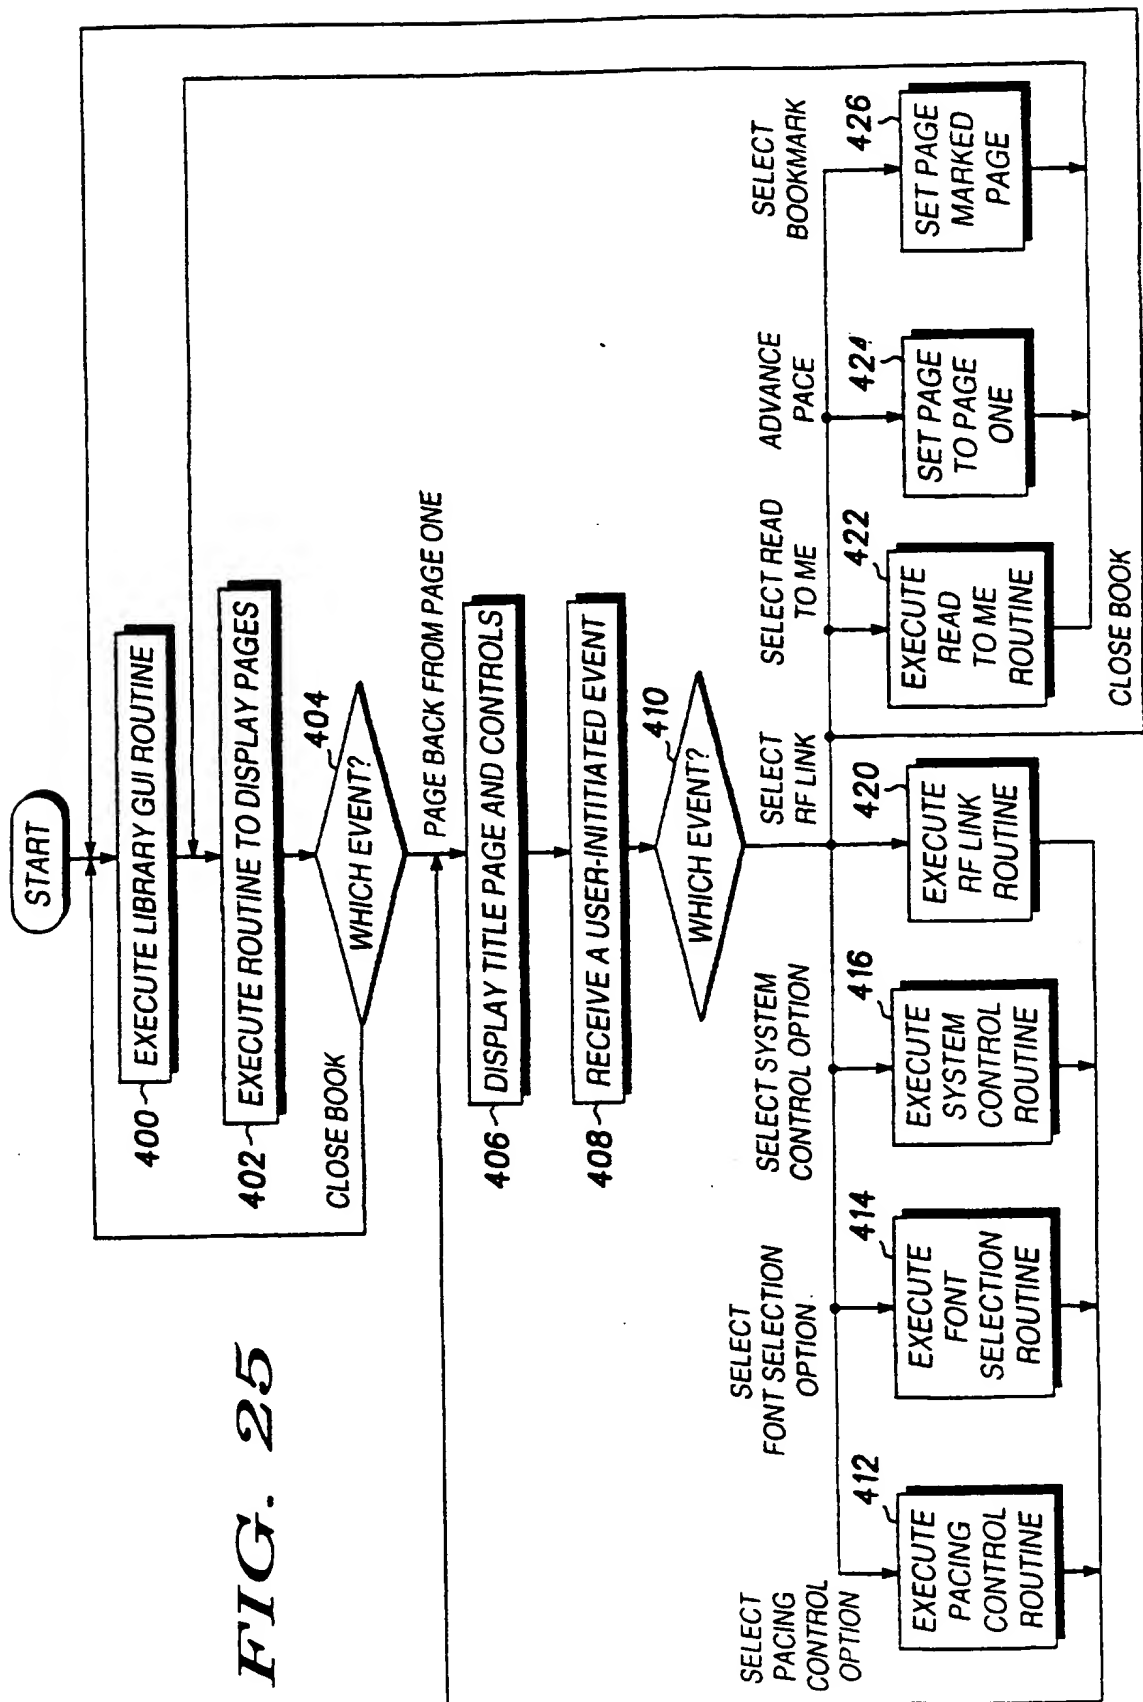 START
400
EXECUTE LIBRARY GUI ROUTINE
402
EXECUTE ROUTINE TO DISPLAY PAGES
404
WHICH EVENT?
CLOSE BOOK
PAGE BACK FROM PAGE ONE
406
DISPLAY TITLE PAGE AND CONTROLS
408
RECEIVE A USER-INITITIATED EVENT
410
WHICH EVENT?
SELECT
PACING
CONTROL
OPTION
412
EXECUTE
PACING
CONTROL
ROUTINE
SELECT
FONT SELECTION
OPTION
414
EXECUTE
FONT
SELECTION
ROUTINE
SELECT SYSTEM
CONTROL OPTION
416
EXECUTE
SYSTEM
CONTROL
ROUTINE
SELECT
RF LINK
420
EXECUTE
RF LINK
ROUTINE
SELECT READ
TO ME
422
EXECUTE
READ
TO ME
ROUTINE
ADVANCE
PACE
424
SET PAGE
TO PAGE
ONE
SELECT
BOOKMARK
426
SET PAGE
MARKED
PAGE
CLOSE BOOK
FIG. 25